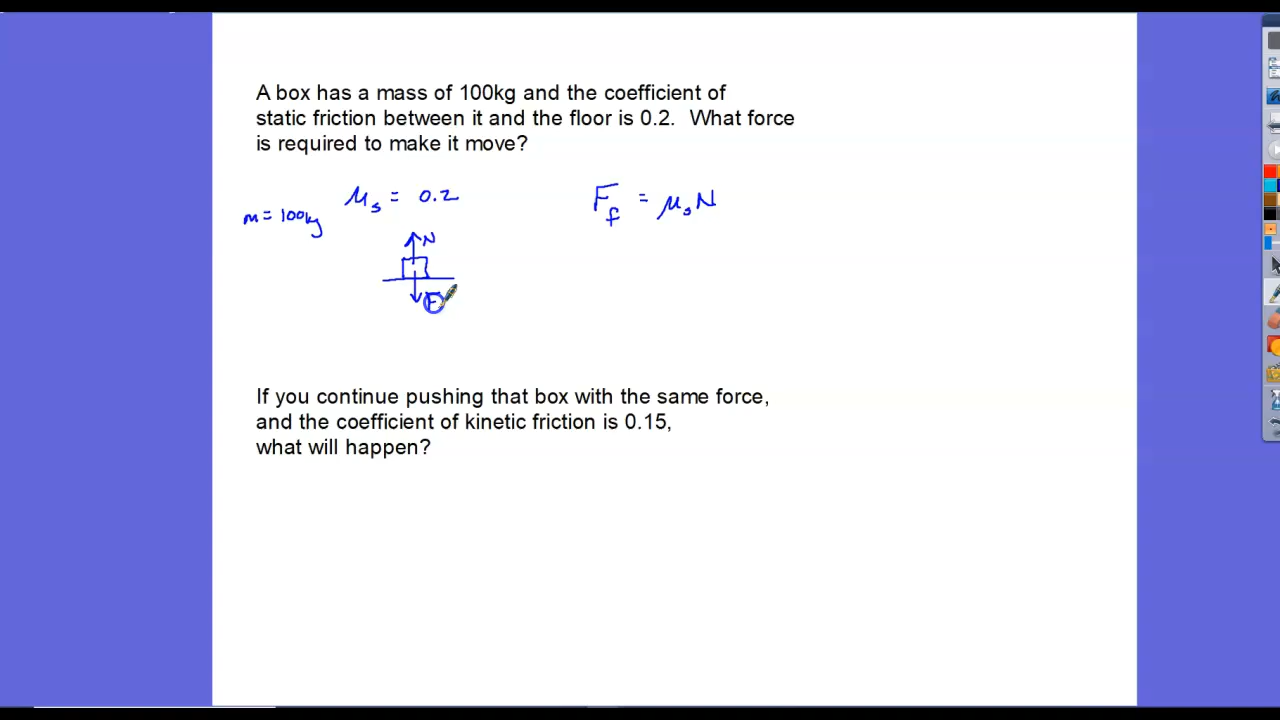 A box has a mass of 100kg and the coefficient of
static friction between it and the floor is 0.2. What force
is required to make it move?
m = 100kg
μs = 0.2
Ff = μsN
N
F
If you continue pushing that box with the same force,
and the coefficient of kinetic friction is 0.15,
what will happen?